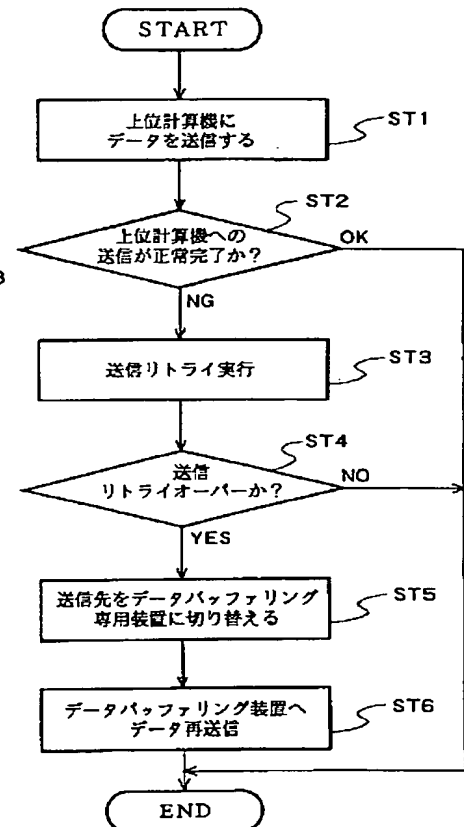 START
上位計算機に
データを送信する
ST1
上位計算機への
送信が正常完了か?
ST2
OK
NG
送信リトライ実行
ST3
送信
リトライオーバーか?
ST4
NO
YES
送信先をデータバッファリング
専用装置に切り替える
ST5
データバッファリング装置へ
データ再送信
ST6
END